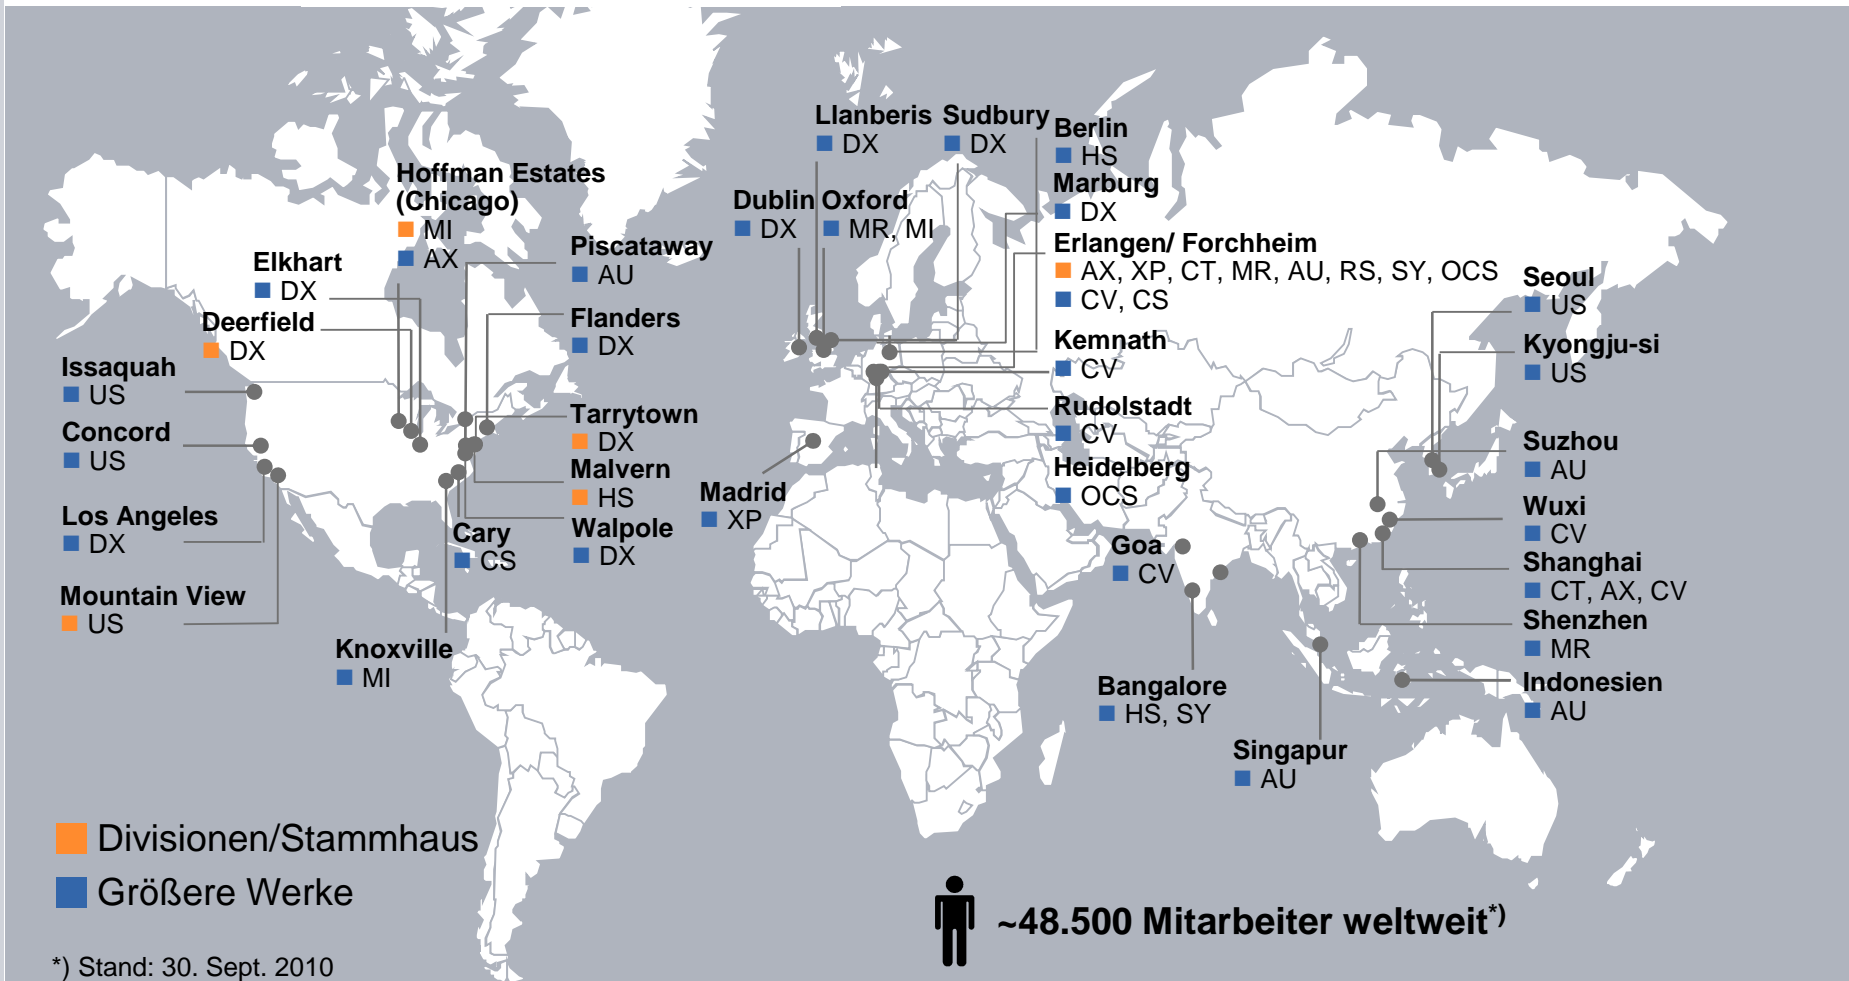 Llanberis
DX
Sudbury
DX
Berlin
HS
Marburg
DX
Dublin
DX
Oxford
MR, MI
Erlangen/ Forchheim
AX, XP, CT, MR, AU, RS, SY, OCS
CV, CS
Kemnath
CV
Rudolstadt
CV
Heidelberg
OCS
Madrid
XP
Hoffman Estates
(Chicago)
MI
AX
Elkhart
DX
Deerfield
DX
Issaquah
US
Concord
US
Los Angeles
DX
Mountain View
US
Knoxville
MI
Cary
CS
Piscataway
AU
Flanders
DX
Tarrytown
DX
Malvern
HS
Walpole
DX
Goa
CV
Bangalore
HS, SY
Singapur
AU
Seoul
US
Kyongju-si
US
Suzhou
AU
Wuxi
CV
Shanghai
CT, AX, CV
Shenzhen
MR
Indonesien
AU
Divisionen/Stammhaus
Größere Werke
~48.500 Mitarbeiter weltweit*)
*) Stand: 30. Sept. 2010